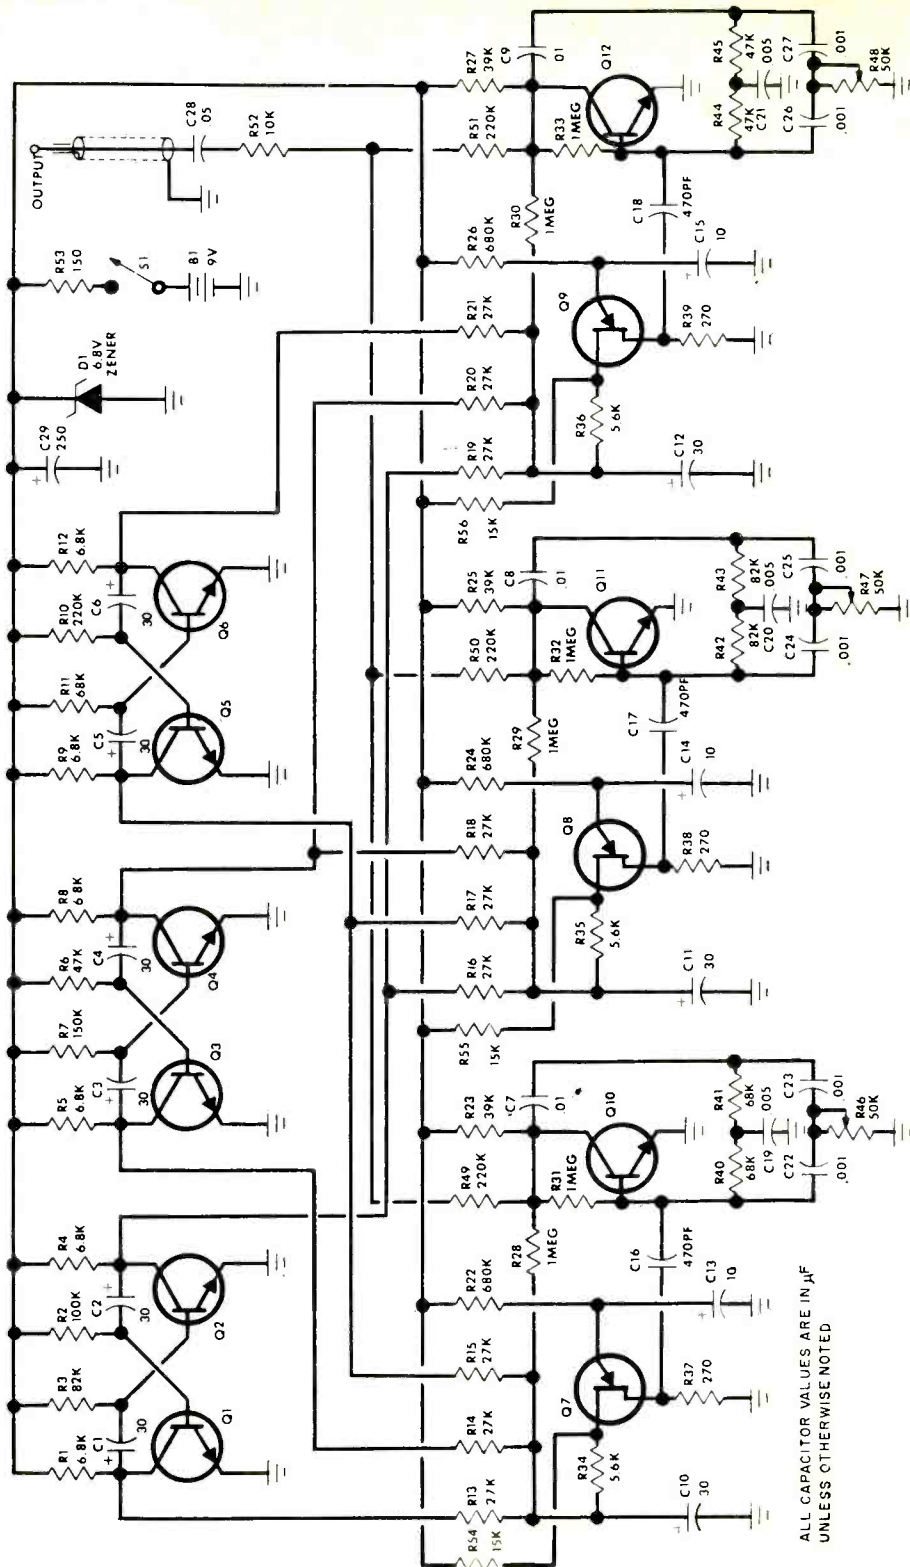 OUTPUT
C28
.05
R52
10K
R53
150
S1
B1
9V
D1
6.8V
ZENER
C29
250
+
R1
6.8K
R3
82K
R2
100K
R4
6.8K
C1
+
30
C2
+
30
Q1
Q2
R5
6.8K
R7
150K
R6
47K
R8
6.8K
C3
+
30
C4
+
30
Q3
Q4
R9
6.8K
R11
68K
R10
220K
R12
6.8K
C5
+
30
C6
+
30
Q5
Q6
R54
15K
R13
27K
R14
27K
R15
27K
R22
680K
R49
220K
R23
39K
R28
1MEG
R31
1MEG
C7
.01
Q7
Q10
R34
5.6K
R37
270
C10
+
30
C13
+
10
C16
470PF
R40
68K
R41
68K
C19
.005
C22
.001
C23
.001
R46
50K
R55
15K
R16
27K
R17
27K
R18
27K
R24
680K
R50
220K
R25
39K
R29
1MEG
R32
1MEG
C8
.01
Q8
Q11
R35
5.6K
R38
270
C11
+
30
C14
+
10
C17
470PF
R42
82K
R43
82K
C20
.005
C24
.001
C25
.001
R47
50K
R56
15K
R19
27K
R20
27K
R21
27K
R26
680K
R51
220K
R27
39K
R30
1MEG
R33
1MEG
C9
.01
Q9
Q12
R36
5.6K
R39
270
C12
+
30
C15
+
10
C18
470PF
R44
47K
R45
47K
C21
.005
C26
.001
C27
.001
R48
50K
ALL CAPACITOR VALUES ARE IN μF
UNLESS OTHERWISE NOTED